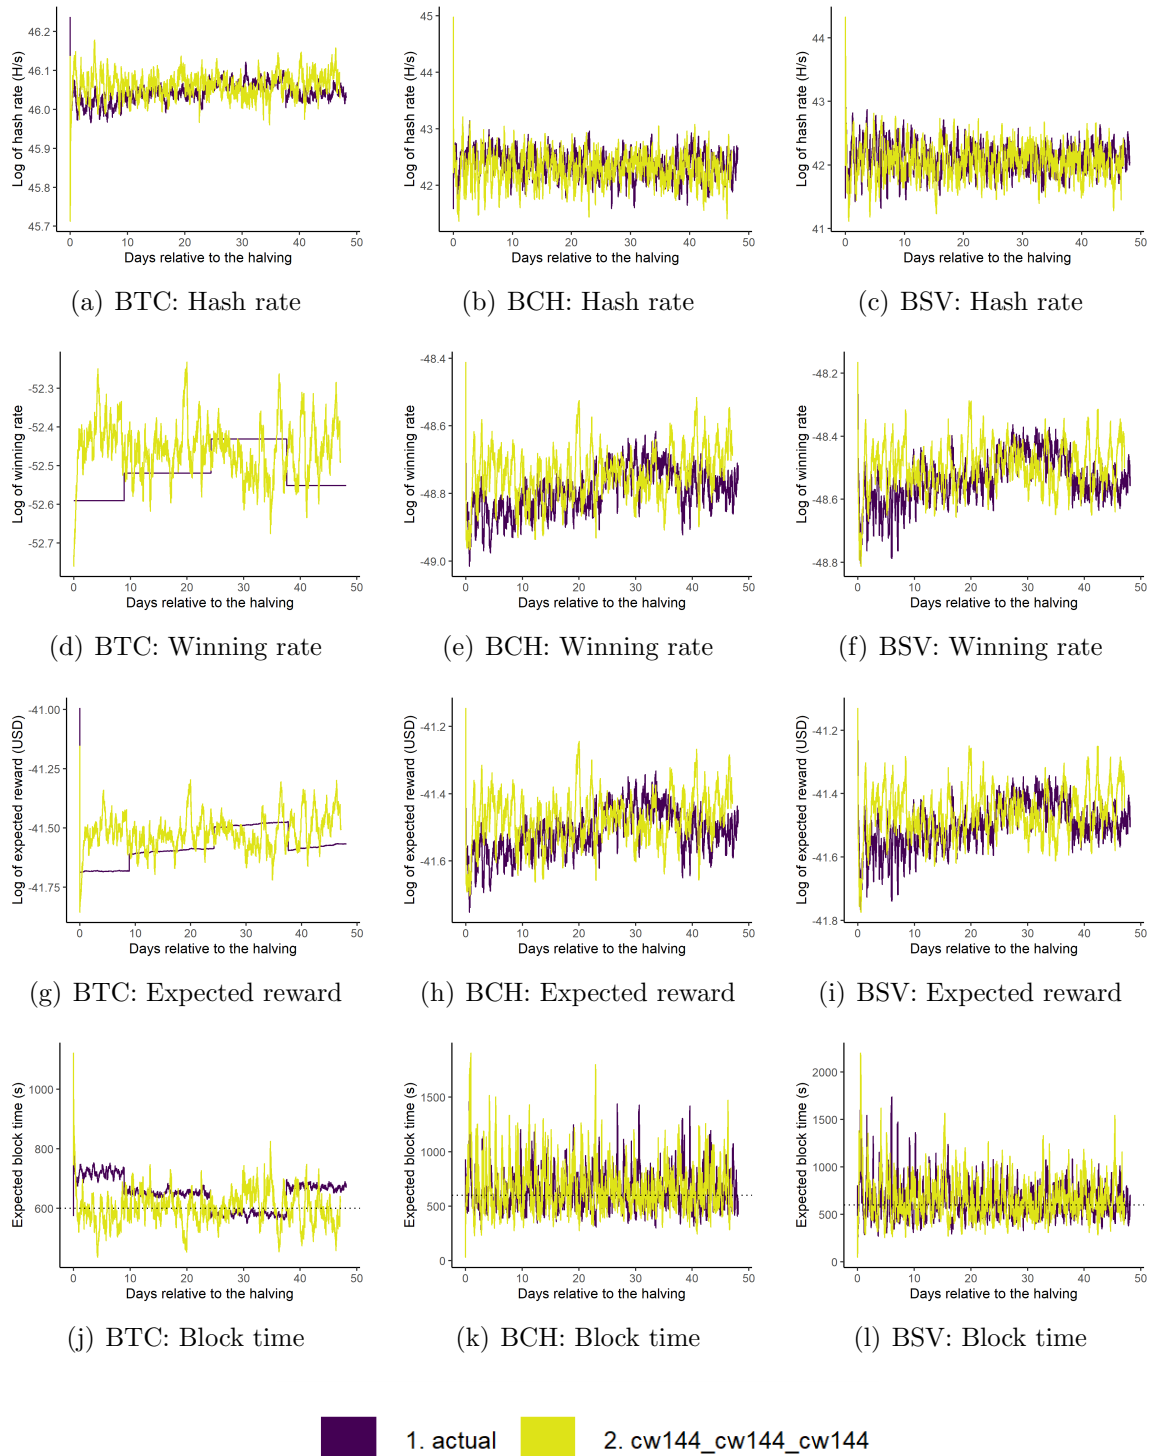 Log of hash rate (H/s)
46.2
46.1
46.0
45.9
45.8
45.7
0 10 20 30 40 50
Days relative to the halving
(a) BTC: Hash rate
Log of hash rate (H/s)
45
44
43
42
0 10 20 30 40 50
Days relative to the halving
(b) BCH: Hash rate
Log of hash rate (H/s)
44
43
42
41
0 10 20 30 40 50
Days relative to the halving
(c) BSV: Hash rate
Log of winning rate
-52.3
-52.4
-52.5
-52.6
-52.7
0 10 20 30 40 50
Days relative to the halving
(d) BTC: Winning rate
Log of winning rate
-48.4
-48.6
-48.8
-49.0
0 10 20 30 40 50
Days relative to the halving
(e) BCH: Winning rate
Log of winning rate
-48.2
-48.4
-48.6
-48.8
0 10 20 30 40 50
Days relative to the halving
(f) BSV: Winning rate
Log of expected reward (USD)
-41.00
-41.25
-41.50
-41.75
0 10 20 30 40 50
Days relative to the halving
(g) BTC: Expected reward
Log of expected reward (USD)
-41.2
-41.4
-41.6
0 10 20 30 40 50
Days relative to the halving
(h) BCH: Expected reward
Log of expected reward (USD)
-41.2
-41.4
-41.6
-41.8
0 10 20 30 40 50
Days relative to the halving
(i) BSV: Expected reward
Expected block time (s)
1000
800
600
0 10 20 30 40 50
Days relative to the halving
(j) BTC: Block time
Expected block time (s)
1500
1000
500
0
0 10 20 30 40 50
Days relative to the halving
(k) BCH: Block time
Expected block time (s)
2000
1500
1000
500
0
0 10 20 30 40 50
Days relative to the halving
(l) BSV: Block time
1. actual
2. cw144_cw144_cw144